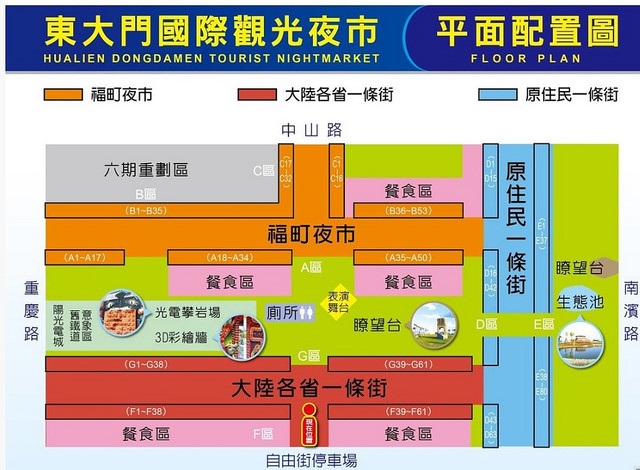 東大門國際觀光夜市
HUALIEN DONGDAMEN TOURIST NIGHTMARKET
平面配置圖
FLOOR PLAN
福町夜市
大陸各省一條街
原住民一條街
中山路
六期重劃區
C區
B區
(B1~B35)
(C17~C32)
(C1~C16)
餐食區
(B36~B53)
(D1~D15)
原住民一條街
(E1~E37)
福町夜市
(A1~A17)
(A18~A34)
A區
(A35~A50)
餐食區
餐食區
(D16~D42)
瞭望台
重慶路
南濱路
陽光電城
舊鐵道
意象區
光電攀岩場
3D彩繪牆
廁所
表演
舞台
瞭望台
D區
E區
生態池
G區
(G1~G38)
(G39~G61)
大陸各省一條街
(E38~E80)
(F1~F38)
(F39~F61)
(D43~D63)
餐食區
F區
現在位置
餐食區
自由街停車場